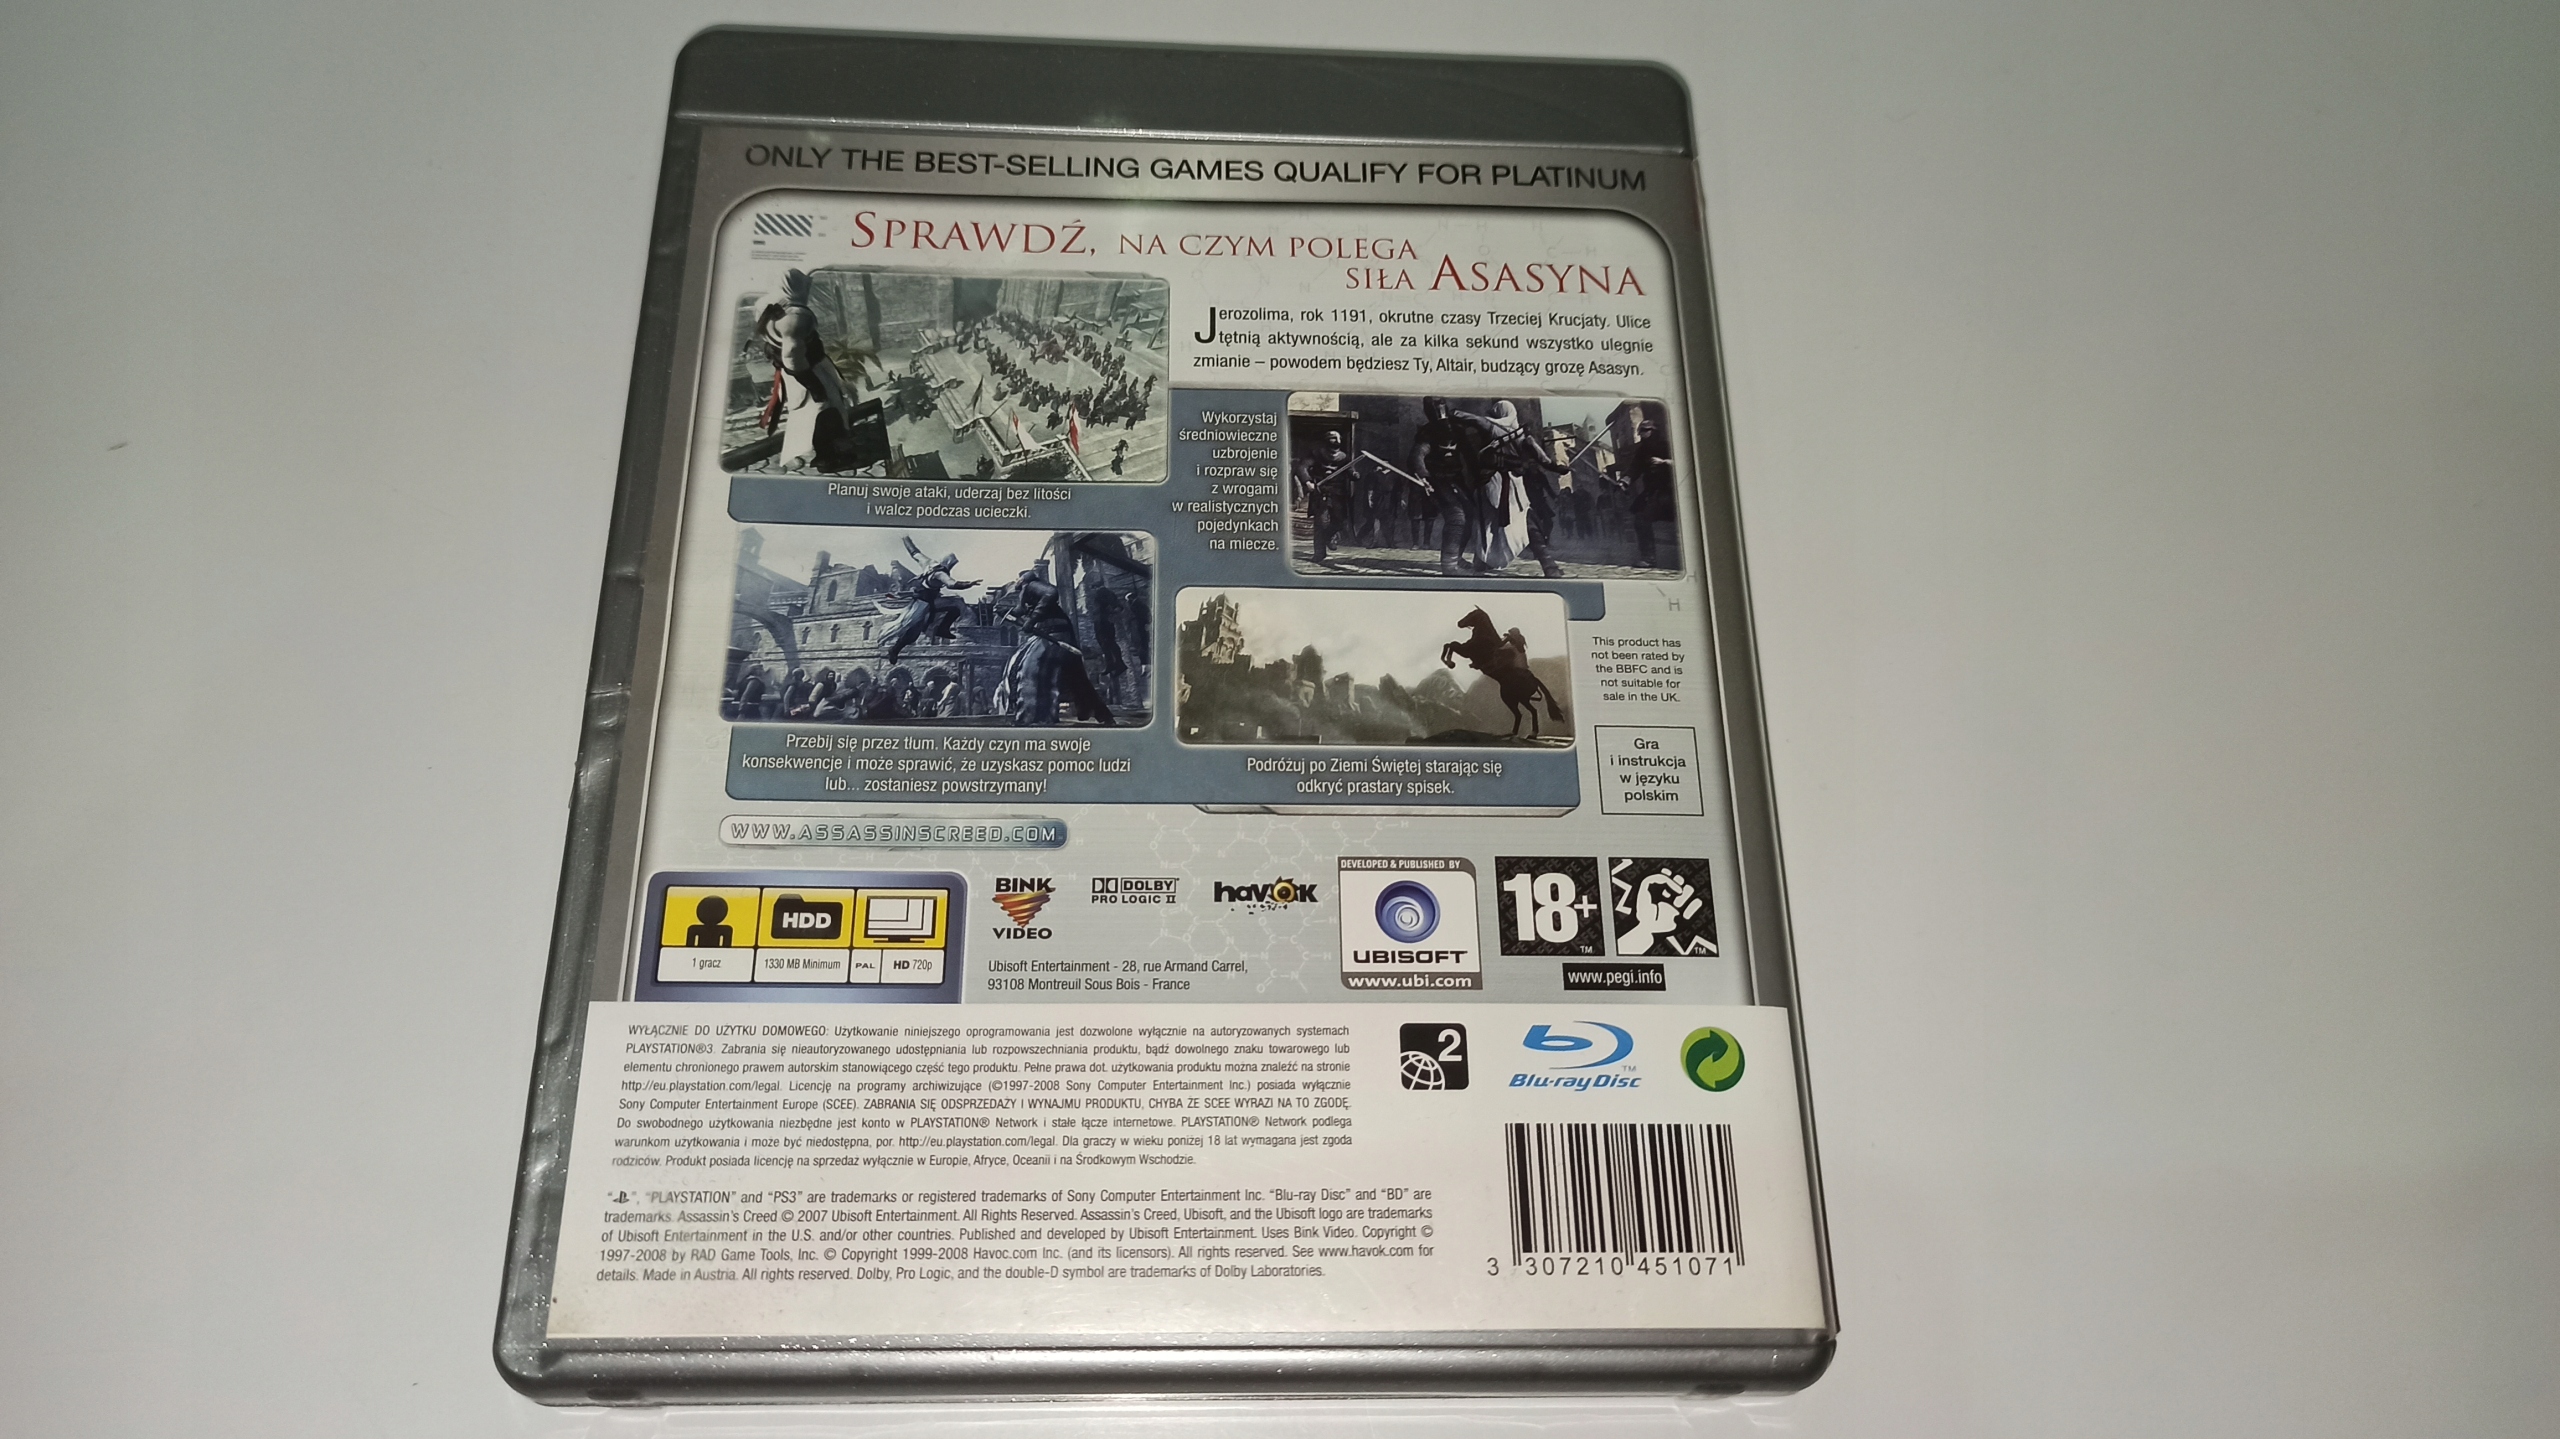 ONLY THE BEST-SELLING GAMES QUALIFY FOR PLATINUM
SPRAWDŹ, NA CZYM POLEGA
SIŁA ASASYNA
Jerozolima, rok 1191, okrutne czasy Trzeciej Krucjaty. Ulice
tętnią aktywnością, ale za kilka sekund wszystko ulegnie
zmianie – powodem będziesz Ty, Altair, budzący grozę Asasyn.
Planuj swoje ataki, uderzaj bez litości
i walcz podczas ucieczki.
Wykorzystaj
średniowieczne
uzbrojenie
i rozpraw się
z wrogami
w realistycznych
pojedynkach
na miecze.
Przebij się przez tłum. Każdy czyn ma swoje
konsekwencje i może sprawić, że uzyskasz pomoc ludzi
lub... zostaniesz powstrzymany!
Podróżuj po Ziemi Świętej starając się
odkryć prastary spisek.
This product has
not been rated by
the BBFC and is
not suitable for
sale in the UK.
Gra
i instrukcja
w języku
polskim
WWW.ASSASSINSCREED.COM
HDD
1 gracz
1330 MB Minimum
PAL
HD 720p
BINK
VIDEO
DOLBY
PRO LOGIC II
havok
Ubisoft Entertainment - 28, rue Armand Carrel,
93108 Montreuil Sous Bois - France
DEVELOPED & PUBLISHED BY
UBISOFT
www.ubi.com
18+
TM
TM
www.pegi.info
WYŁĄCZNIE DO UŻYTKU DOMOWEGO: Użytkowanie niniejszego oprogramowania jest dozwolone wyłącznie na autoryzowanych systemach
PLAYSTATION®3. Zabrania się nieautoryzowanego udostępniania lub rozpowszechniania produktu, bądź dowolnego znaku towarowego lub
elementu chronionego prawem autorskim stanowiącego część tego produktu. Pełne prawa dot. użytkowania produktu można znaleźć na stronie
http://eu.playstation.com/legal. Licencję na programy archiwizujące (©1997-2008 Sony Computer Entertainment Inc.) posiada wyłącznie
Sony Computer Entertainment Europe (SCEE). ZABRANIA SIĘ ODSPRZEDAŻY I WYNAJMU PRODUKTU, CHYBA ŻE SCEE WYRAZI NA TO ZGODĘ.
Do swobodnego użytkowania niezbędne jest konto w PLAYSTATION® Network i stałe łącze internetowe. PLAYSTATION® Network podlega
warunkom użytkowania i może być niedostępna, por. http://eu.playstation.com/legal. Dla graczy w wieku poniżej 18 lat wymagana jest zgoda
rodziców. Produkt posiada licencję na sprzedaż wyłącznie w Europie, Afryce, Oceanii i na Środkowym Wschodzie.
2
TM
Blu-ray Disc
"", "PLAYSTATION" and "PS3" are trademarks or registered trademarks of Sony Computer Entertainment Inc. "Blu-ray Disc" and "BD" are
trademarks. Assassin's Creed © 2007 Ubisoft Entertainment. All Rights Reserved. Assassin's Creed, Ubisoft, and the Ubisoft logo are trademarks
of Ubisoft Entertainment in the U.S. and/or other countries. Published and developed by Ubisoft Entertainment. Uses Bink Video. Copyright ©
1997-2008 by RAD Game Tools, Inc. © Copyright 1999-2008 Havoc.com Inc. (and its licensors). All rights reserved. See www.havok.com for
details. Made in Austria. All rights reserved. Dolby, Pro Logic, and the double-D symbol are trademarks of Dolby Laboratories.
3 307210 451071